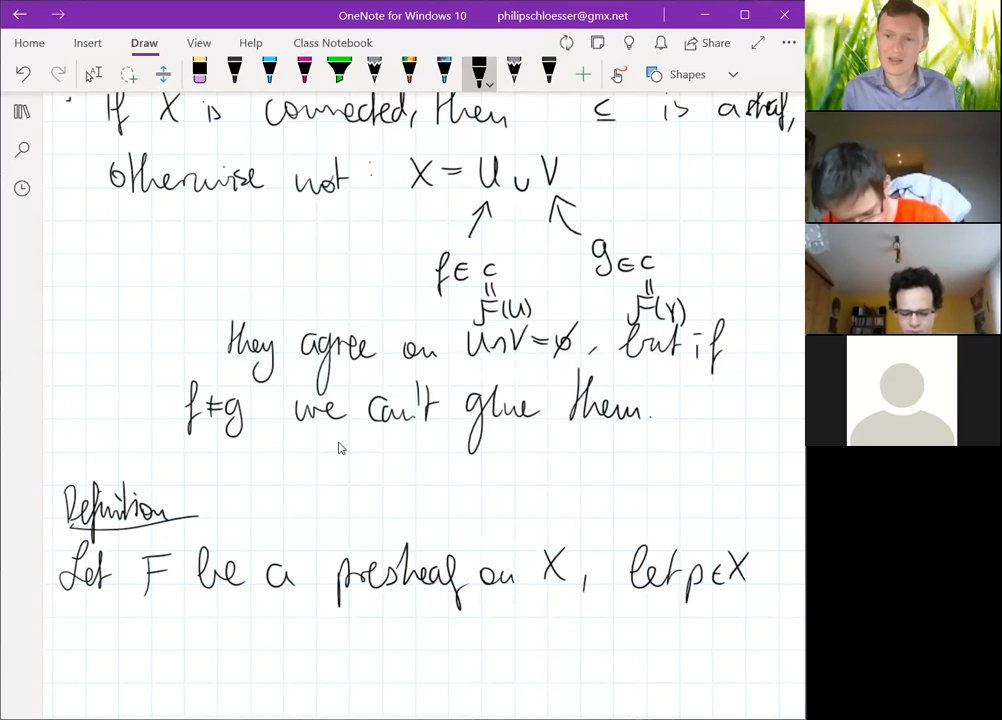 OneNote for Windows 10 philipschloesser@gmx.net
Home Insert Draw View Help Class Notebook Share
Shapes
If X is connected, then C is a sheaf,
otherwise not: X = U ∪ V
f ∈ C g ∈ C
F(U) F(V)
they agree on U∩V=∅, but if
f≠g we can't glue them.
Definition
Let F be a presheaf on X, let p∈X